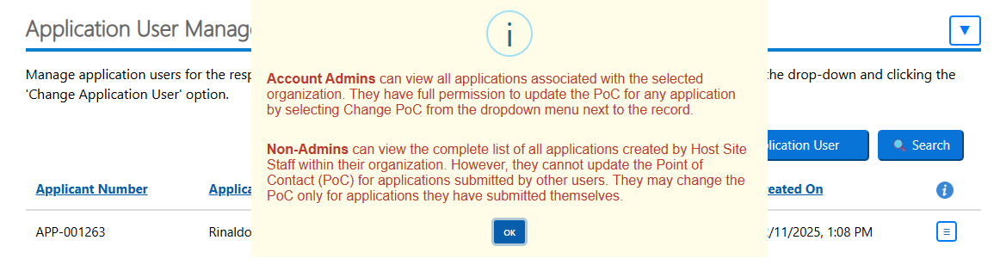 Application User Manag
▼
Manage application users for the resp
he drop-down and clicking the
'Change Application User' option.
i
Account Admins can view all applications associated with the selected
organization. They have full permission to update the PoC for any application
by selecting Change PoC from the dropdown menu next to the record.
Non-Admins can view the complete list of all applications created by Host Site
Staff within their organization. However, they cannot update the Point of
Contact (PoC) for applications submitted by other users. They may change the
PoC only for applications they have submitted themselves.
OK
lication User
Search
Applicant Number
Applica
eated On
i
APP-001263
Rinaldo
/11/2025, 1:08 PM